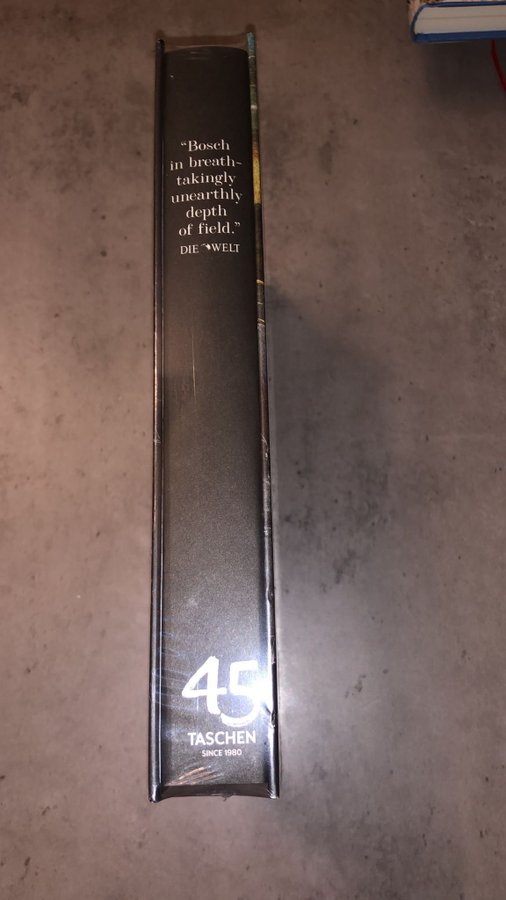 “Bosch
in breath-
takingly
unearthly
depth
of field.”
DIE WELT
45
TASCHEN
SINCE 1980